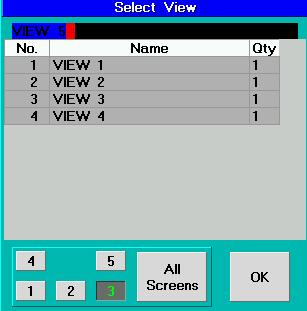 Select View
VIEW 5
No. Name Qty
1 VIEW 1 1
2 VIEW 2 1
3 VIEW 3 1
4 VIEW 4 1
4 5
1 2 3
All
Screens
OK